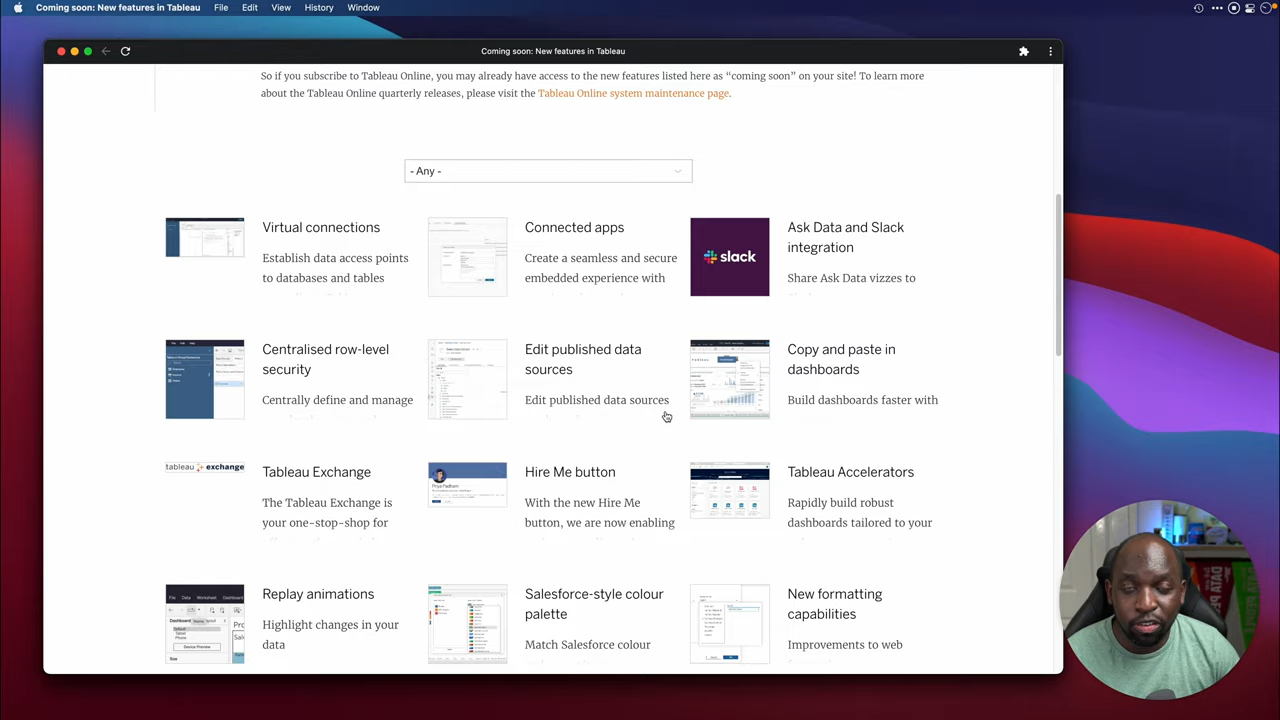 Coming soon: New features in Tableau File Edit View History Window
Coming soon: New features in Tableau
So if you subscribe to Tableau Online, you may already have access to the new features listed here as “coming soon” on your site! To learn more
about the Tableau Online quarterly releases, please visit the Tableau Online system maintenance page.
- Any -
Virtual connections
Establish data access points
to databases and tables
Connected apps
Create a seamless and secure
embedded experience with
slack
Ask Data and Slack
integration
Share Ask Data vizzes to
Centralised row-level
security
Centrally define and manage
Edit published data
sources
Edit published data sources
Copy and paste in
dashboards
Build dashboards faster with
tableau exchange
Tableau Exchange
The Tableau Exchange is
your one-stop-shop for
Priya Padham
Hire Me button
With the new Hire Me
button, we are now enabling
Tableau Accelerators
Rapidly build robust
dashboards tailored to your
Replay animations
Highlight changes in your
data
Salesforce-style colour
palette
Match Salesforce colour
New formatting
capabilities
Improvements to web